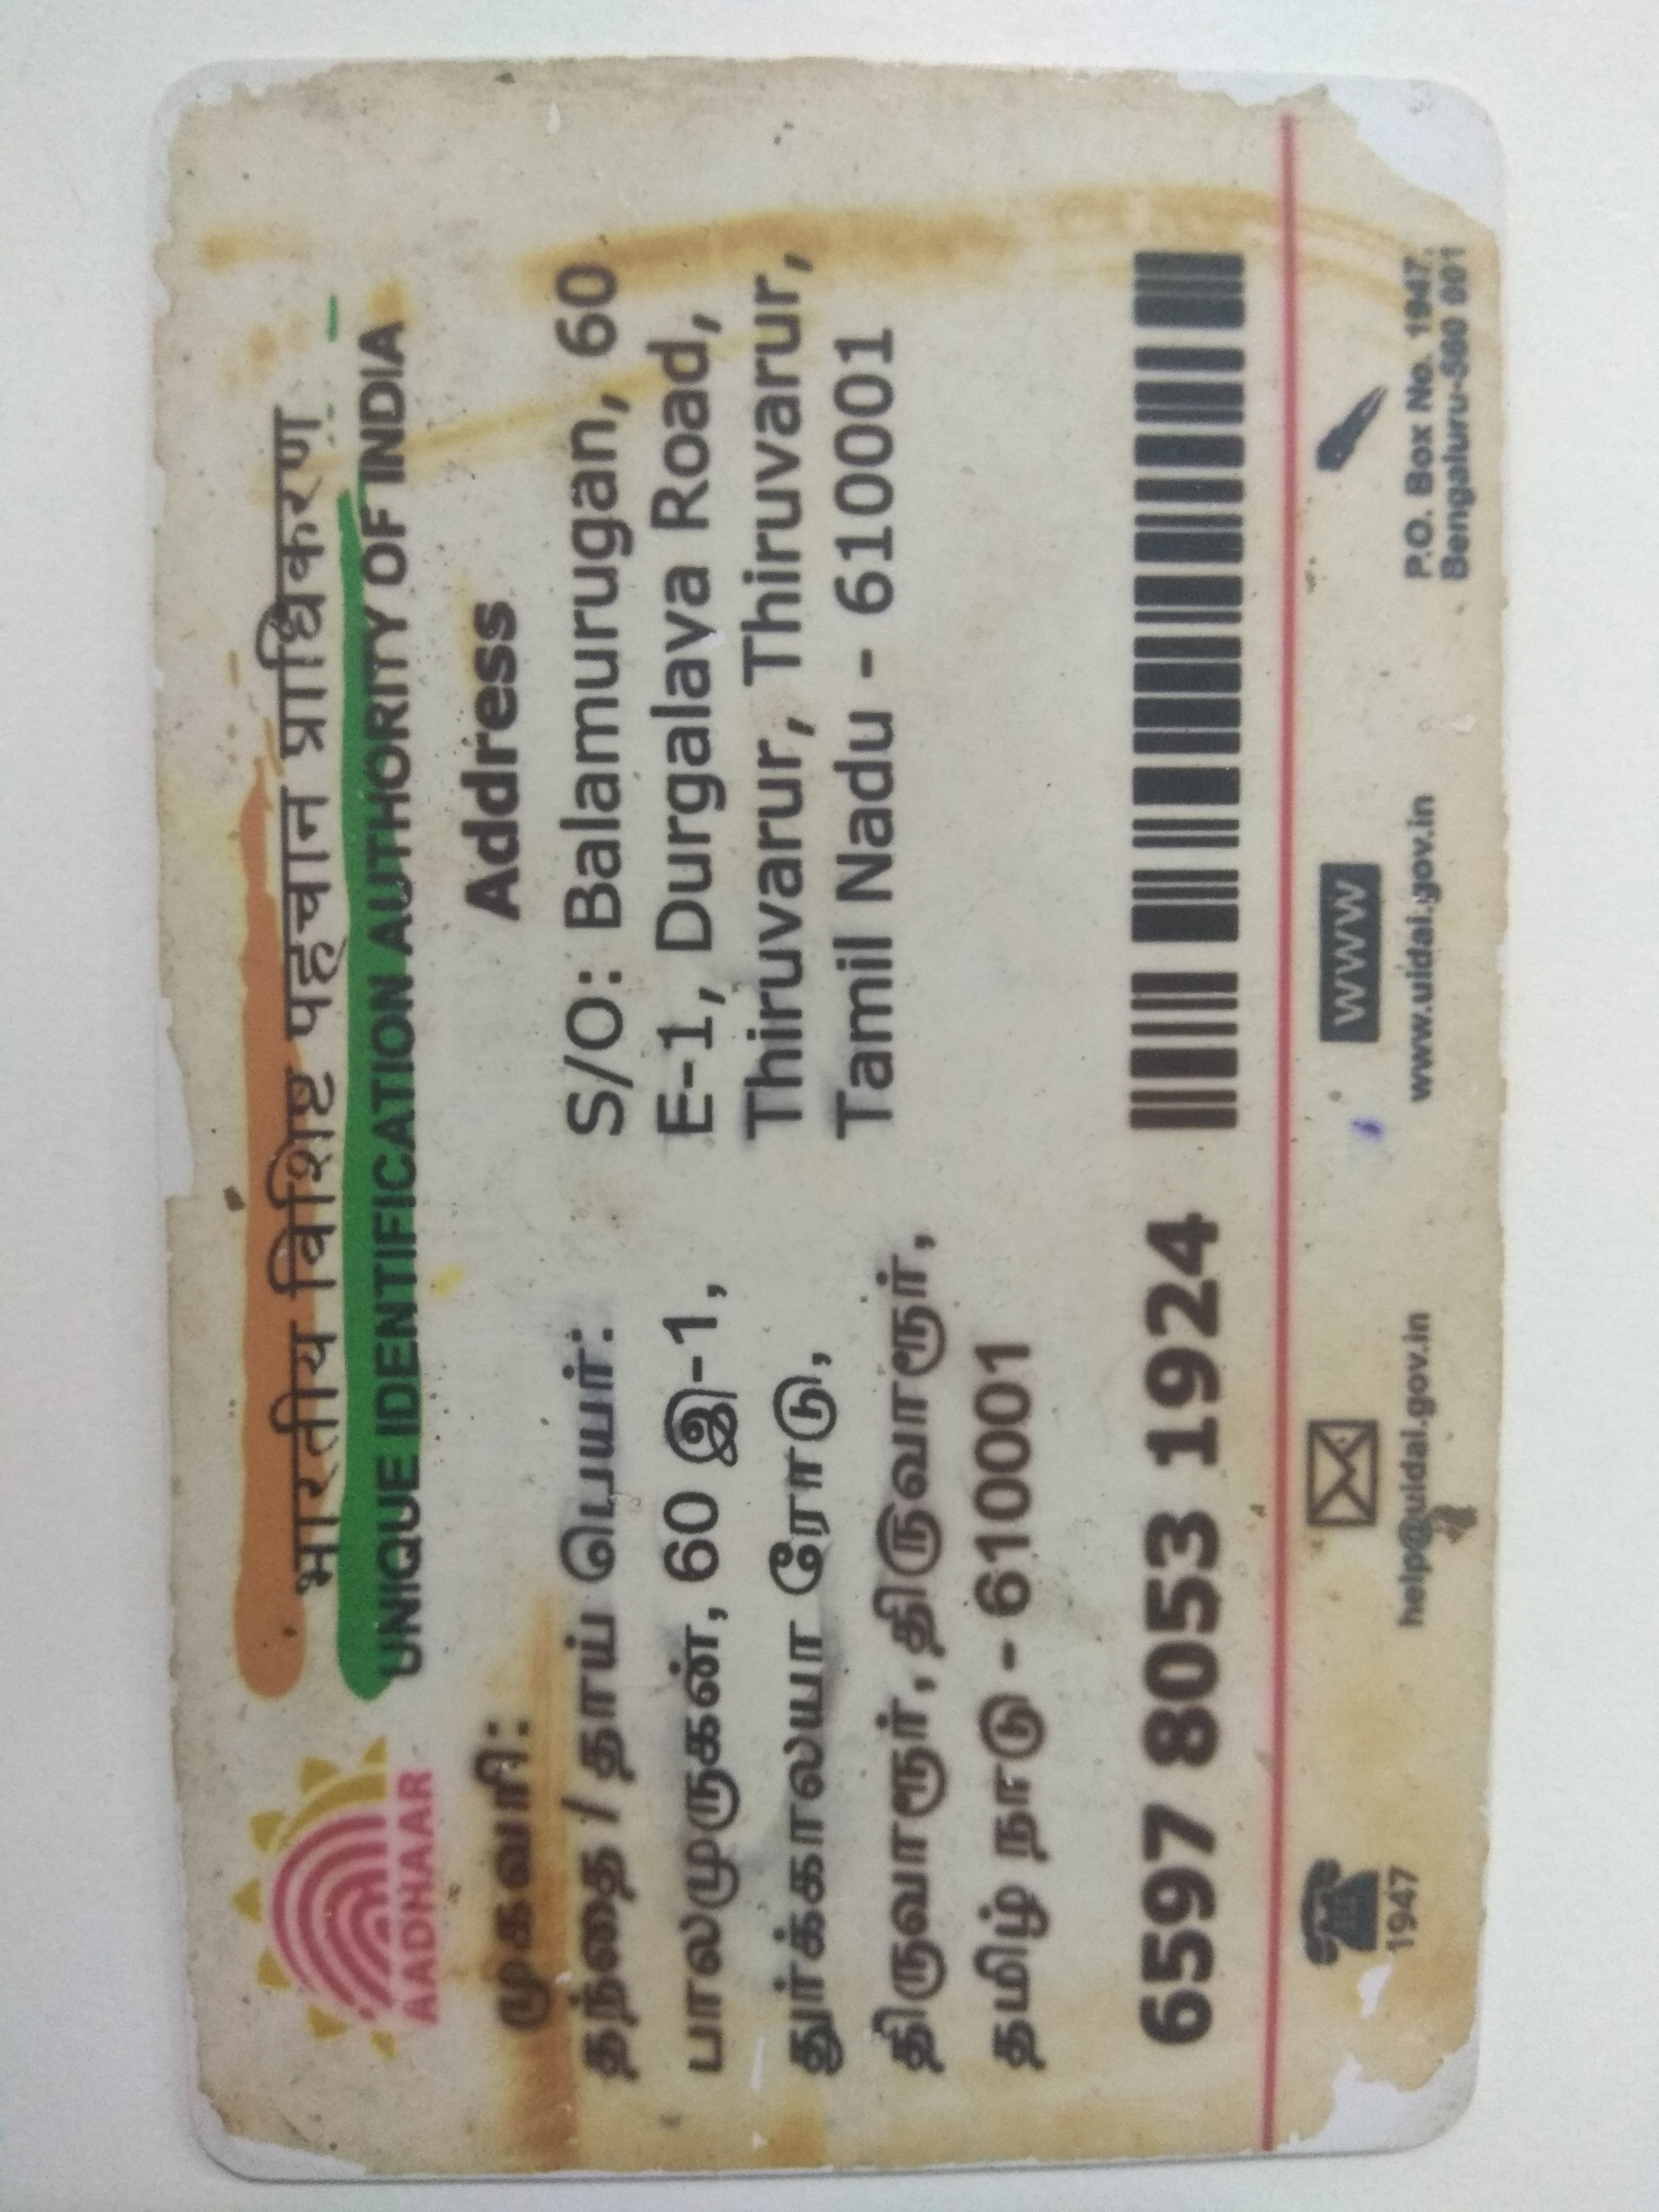 भारतीय विशिष्ट पहचान प्राधिकरण
UNIQUE IDENTIFICATION AUTHORITY OF INDIA
AADHAAR
முகவரி:
தந்தை / தாய் பெயர்:
பாலமுருகன், 60 இ-1,
துர்க்காலயா ரோடு,
திருவாரூர், திருவாரூர்,
தமிழ் நாடு - 610001
Address
S/O: Balamurugan, 60
E-1, Durgalava Road,
Thiruvarur, Thiruvarur,
Tamil Nadu - 610001
6597 8053 1924
1947
help@uidai.gov.in
www
www.uidai.gov.in
P.O. Box No. 1947,
Bengaluru-560 001